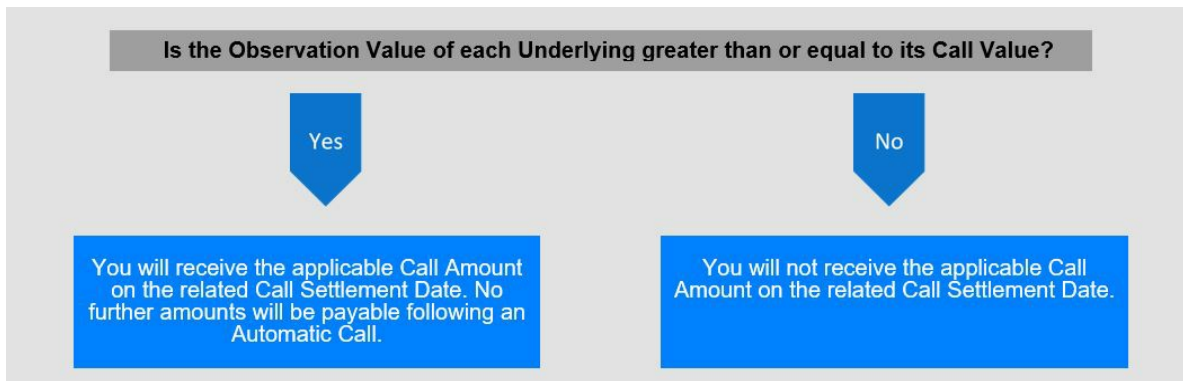 Is the Observation Value of each Underlying greater than or equal to its Call Value?
Yes
No
You will receive the applicable Call Amount
on the related Call Settlement Date. No
further amounts will be payable following an
Automatic Call.
You will not receive the applicable Call
Amount on the related Call Settlement Date.